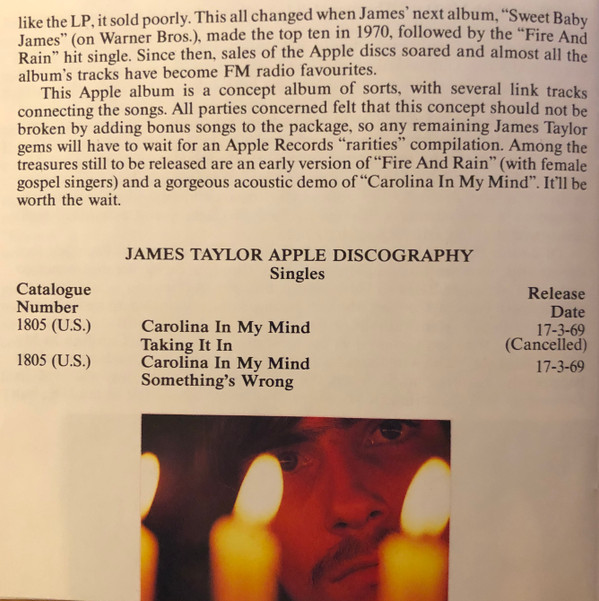 like the LP, it sold poorly. This all changed when James' next album, "Sweet Baby
James" (on Warner Bros.), made the top ten in 1970, followed by the "Fire And
Rain" hit single. Since then, sales of the Apple discs soared and almost all the
album's tracks have become FM radio favourites.
This Apple album is a concept album of sorts, with several link tracks
connecting the songs. All parties concerned felt that this concept should not be
broken by adding bonus songs to the package, so any remaining James Taylor
gems will have to wait for an Apple Records "rarities" compilation. Among the
treasures still to be released are an early version of "Fire And Rain" (with female
gospel singers) and a gorgeous acoustic demo of "Carolina In My Mind". It'll be
worth the wait.
JAMES TAYLOR APPLE DISCOGRAPHY
Singles
Catalogue
Number
Release
Date
1805 (U.S.) Carolina In My Mind 17-3-69
Taking It In (Cancelled)
1805 (U.S.) Carolina In My Mind 17-3-69
Something's Wrong